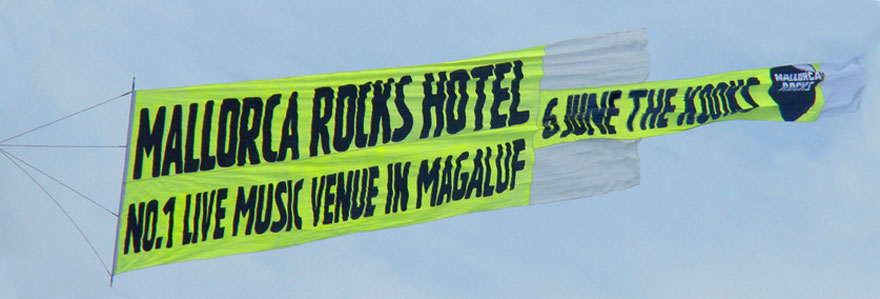 MALLORCA ROCKS HOTEL
NO.1 LIVE MUSIC VENUE IN MAGALUF
6 JUNE THE KOOKS
MALLORCA
ROCKS